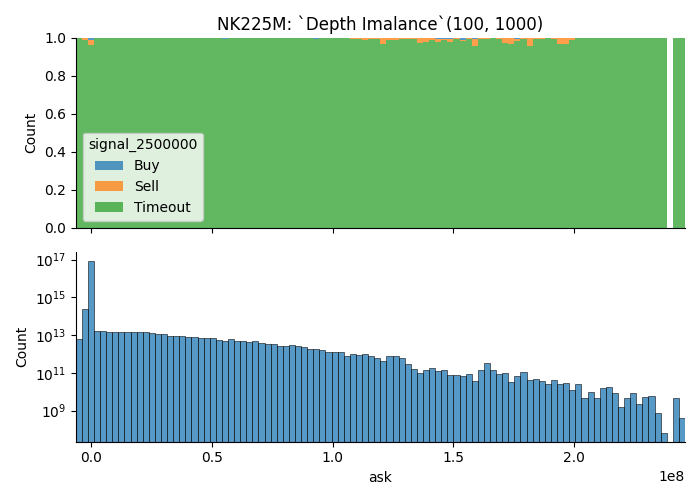 NK225M: `Depth Imalance`(100, 1000)
1.0
0.8
0.6
0.4
0.2
0.0
Count
signal_2500000
Buy
Sell
Timeout
10^17
10^15
10^13
10^11
10^9
Count
0.0 0.5 1.0 1.5 2.0
1e8
ask